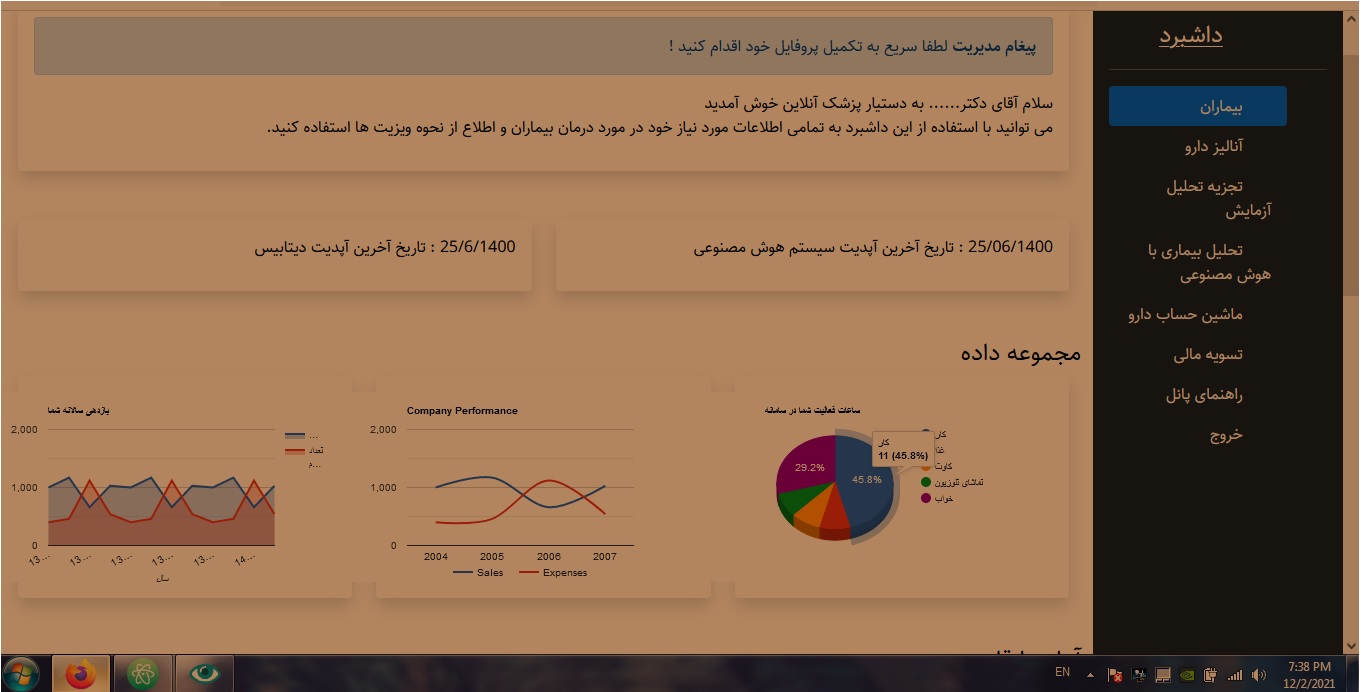 داشبرد
بیماران
آنالیز دارو
تجزیه تحلیل
آزمایش
تحلیل بیماری با
هوش مصنوعی
ماشین حساب دارو
تسویه مالی
راهنمای پانل
خروج
پیغام مدیریت لطفا سریع به تکمیل پروفایل خود اقدام کنید !
سلام آقای دکتر...... به دستیار پزشک آنلاین خوش آمدید
می توانید با استفاده از این داشبرد به تمامی اطلاعات مورد نیاز خود در مورد درمان بیماران و اطلاع از نحوه ویزیت ها استفاده کنید.
25/06/1400 : تاریخ آخرین آپدیت سیستم هوش مصنوعی
25/6/1400 : تاریخ آخرین آپدیت دیتابیس
مجموعه داده
ساعات فعالیت شما در سامانه
کار
غذا
کاوت
تماشای تلوزیون
خواب
کار
11 (45.8%)
45.8%
29.2%
Company Performance
2,000
1,000
0
2004 2005 2006 2007
Sales Expenses
بازدهی سالانه شما
2,000
1,000
0
...
تعداد
م...
13... 13... 13... 13... 13... 14...
سال
EN
7:38 PM
12/2/2021